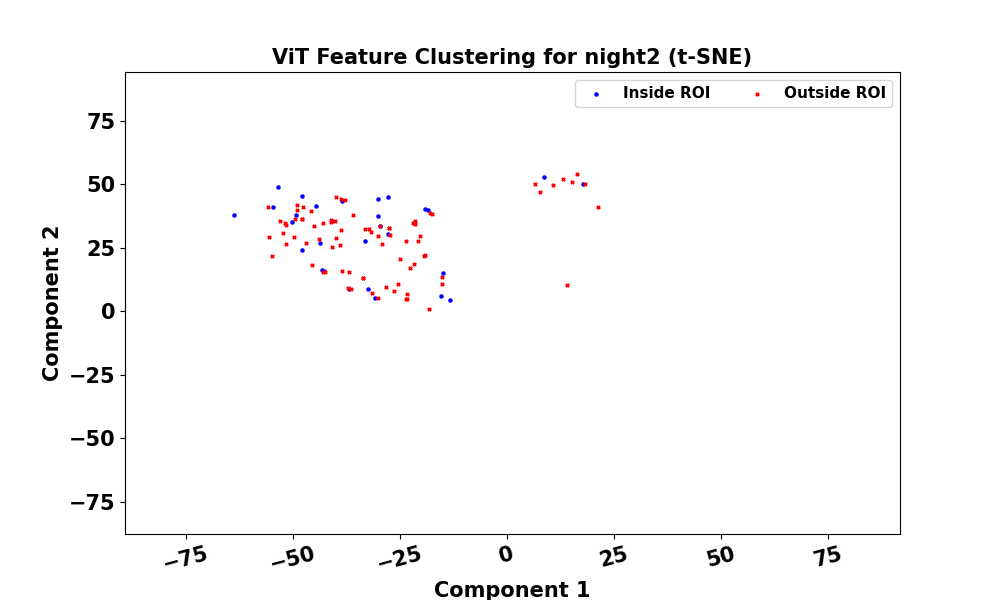 ViT Feature Clustering for night2 (t-SNE)
Inside ROI
Outside ROI
75
50
25
0
−25
−50
−75
Component 2
−75
−50
−25
0
25
50
75
Component 1